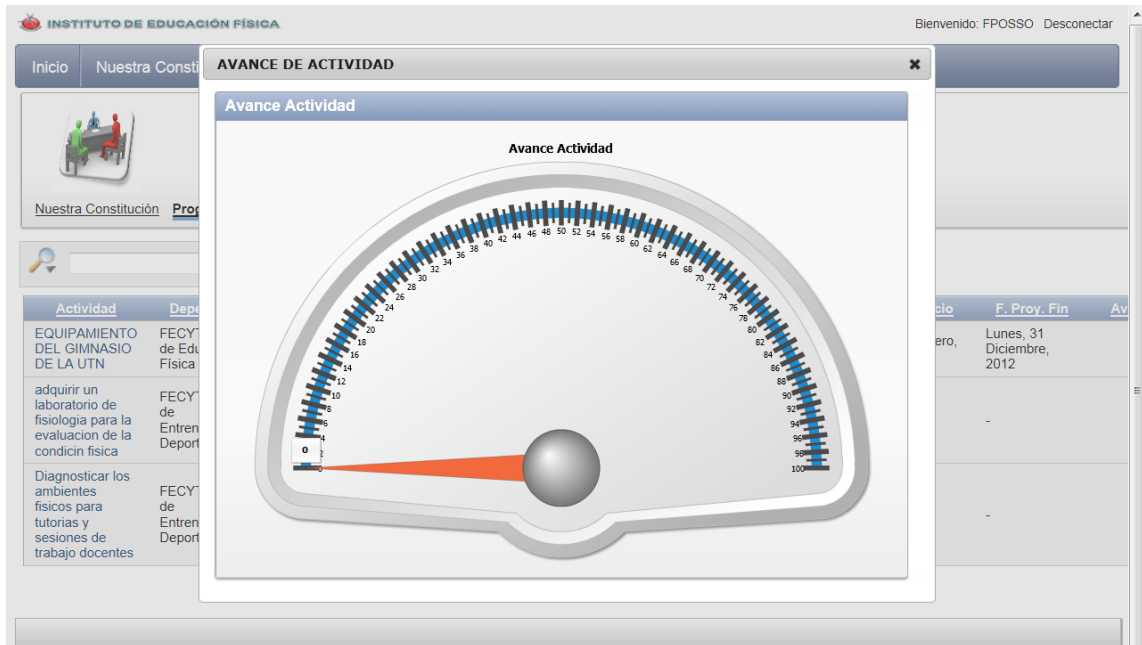 INSTITUTO DE EDUCACIÓN FÍSICA
Bienvenido: FPOSSO Desconectar
Inicio Nuestra Consti
AVANCE DE ACTIVIDAD
Avance Actividad
Avance Actividad
Nuestra Constitución Prog
0
0 2 4 6 8 10 12 14 16 18 20 22 24 26 28 30 32 34 36 38 40 42 44 46 48 50 52 54 56 58 60 62 64 66 68 70 72 74 76 78 80 82 84 86 88 90 92 94 96 98 100
Actividad Depe cio F. Proy. Fin Av
EQUIPAMIENTO FECYT ero, Lunes, 31
DEL GIMNASIO de Edu Diciembre,
DE LA UTN Física 2012
adquirir un
laboratorio de FECYT
fisiologia para la de -
evaluacion de la Entren
condicin fisica Deport
Diagnosticar los
ambientes FECYT
fisicos para de
tutorias y Entren -
sesiones de Deport
trabajo docentes